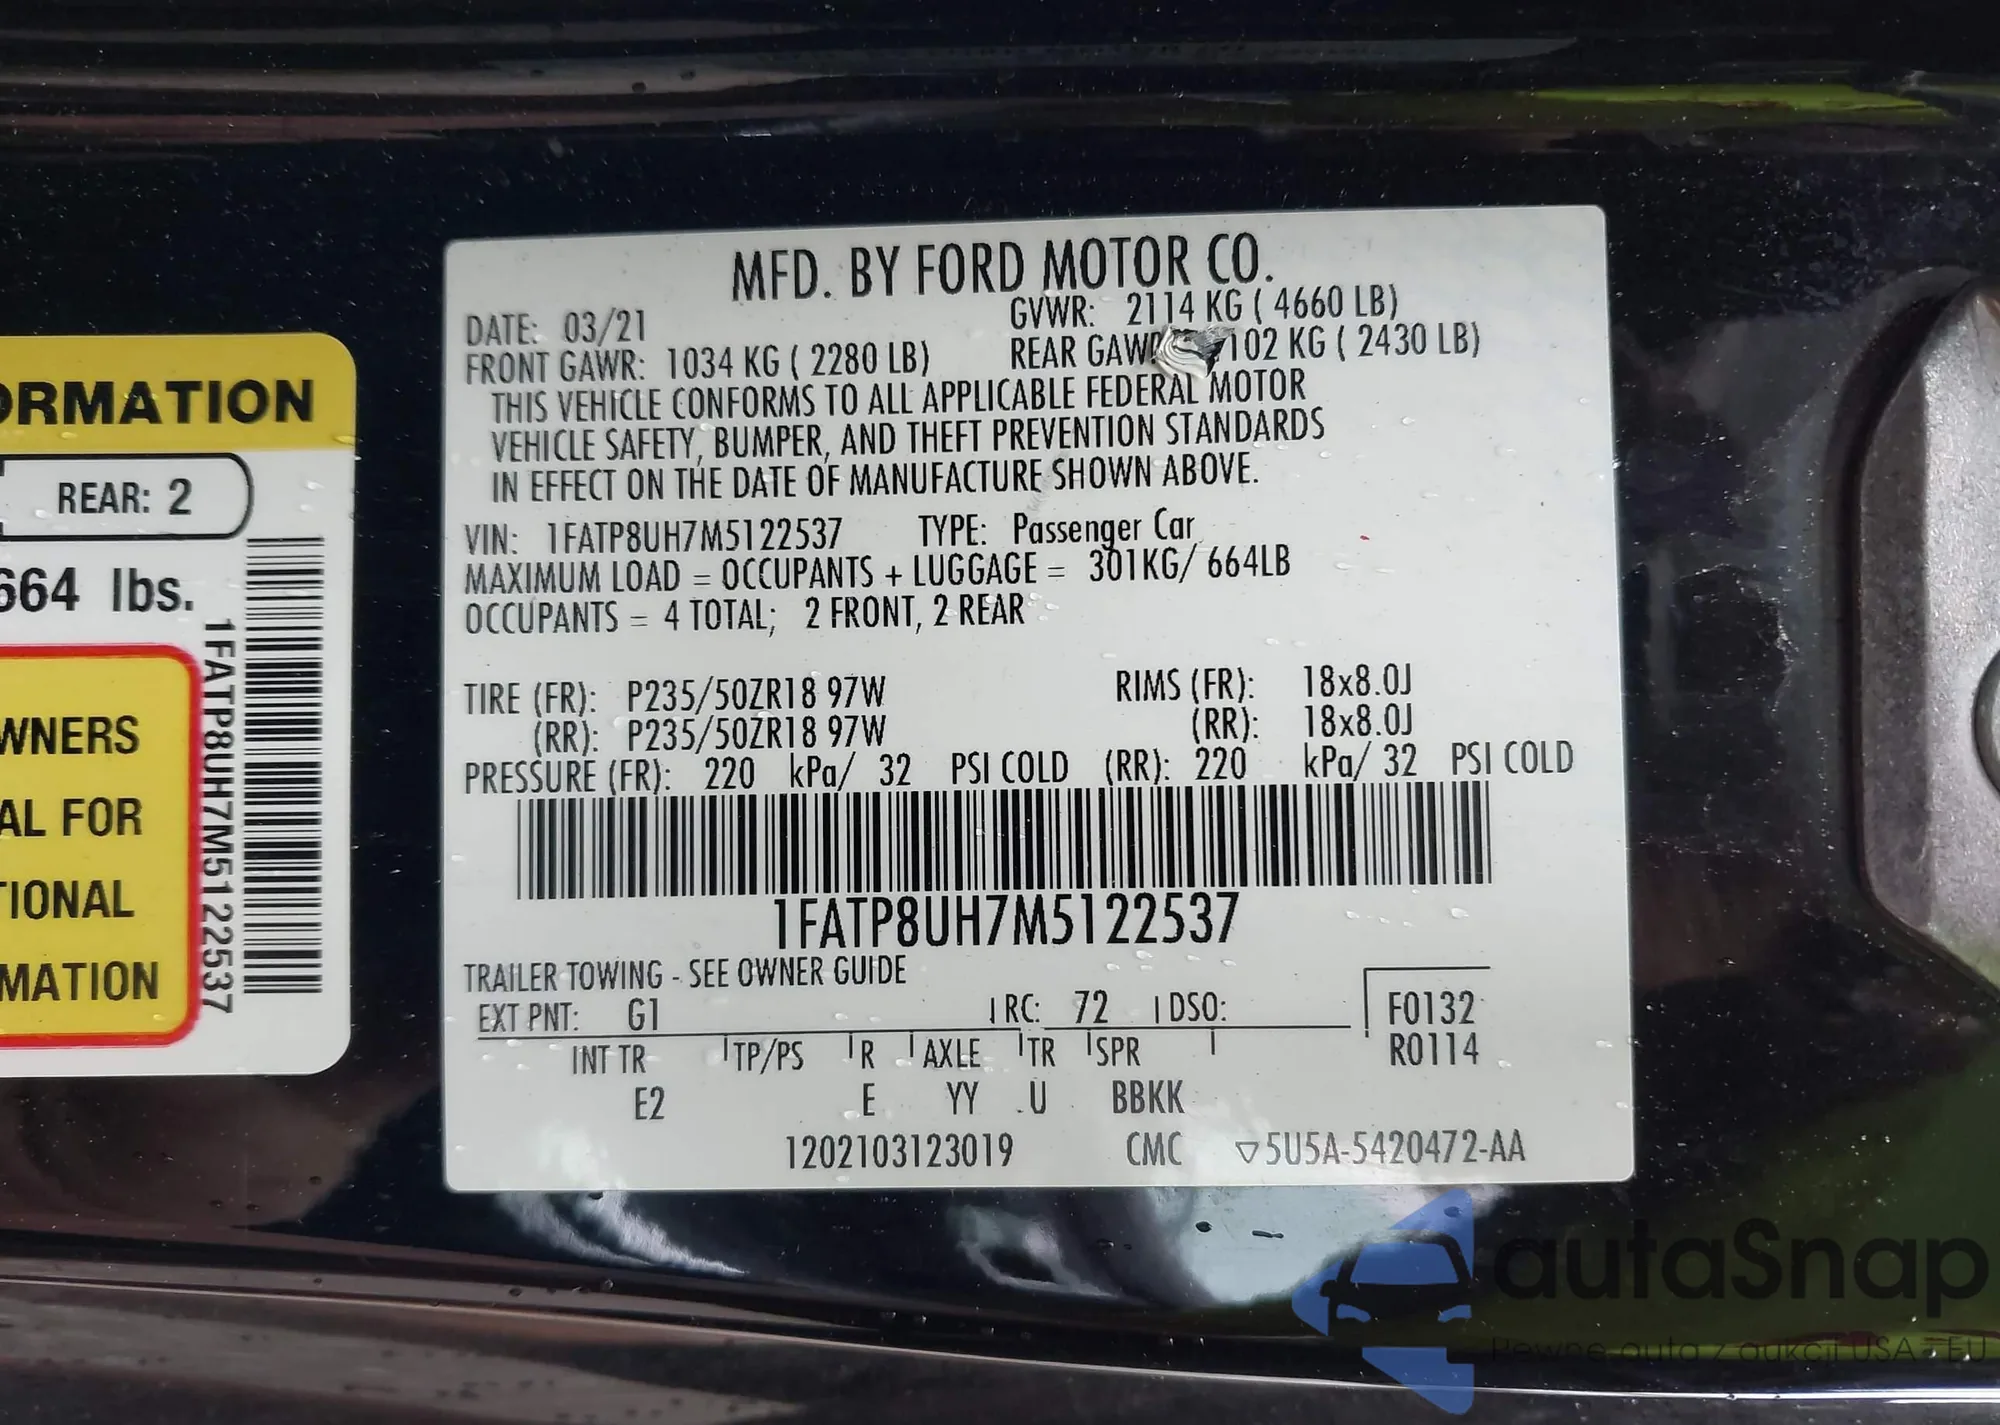 ORMATION
REAR: 2
664 lbs.
WNERS
AL FOR
TIONAL
MATION
1FATP8UH7M5122537
MFD. BY FORD MOTOR CO.
DATE: 03/21
GVWR: 2114 KG ( 4660 LB)
FRONT GAWR: 1034 KG ( 2280 LB)
REAR GAWR 102 KG ( 2430 LB)
THIS VEHICLE CONFORMS TO ALL APPLICABLE FEDERAL MOTOR
VEHICLE SAFETY, BUMPER, AND THEFT PREVENTION STANDARDS
IN EFFECT ON THE DATE OF MANUFACTURE SHOWN ABOVE.
VIN: 1FATP8UH7M5122537 TYPE: Passenger Car
MAXIMUM LOAD = OCCUPANTS + LUGGAGE = 301KG/ 664LB
OCCUPANTS = 4 TOTAL; 2 FRONT, 2 REAR
TIRE (FR): P235/50ZR18 97W RIMS (FR): 18x8.0J
(RR): P235/50ZR18 97W (RR): 18x8.0J
PRESSURE (FR): 220 kPa/ 32 PSI COLD (RR): 220 kPa/ 32 PSI COLD
1FATP8UH7M5122537
TRAILER TOWING - SEE OWNER GUIDE
EXT PNT: G1 RC: 72 DSO: F0132
INT TR TP/PS R AXLE TR SPR R0114
E2 E YY U BBKK
1202103123019 CMC ▽5U5A-5420472-AA
autaSnap
Pewne auta z aukcji USA - EU